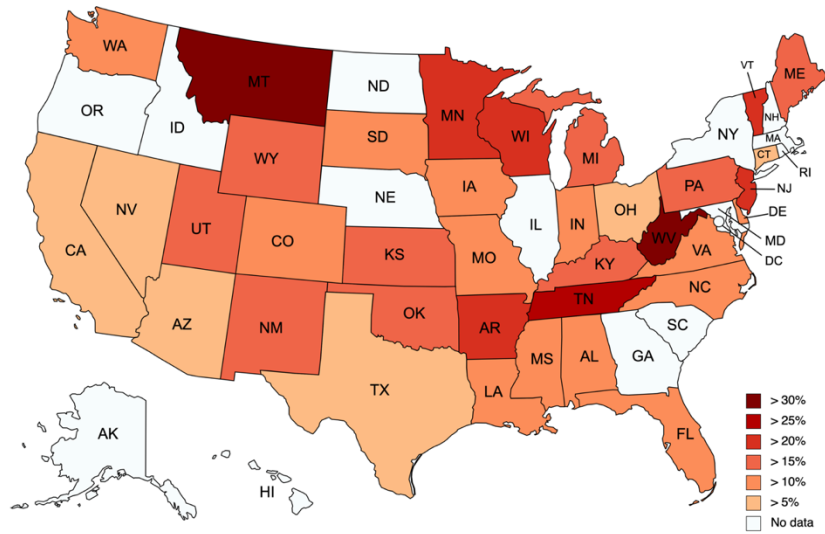 WA
MT
ND
MN
VT
ME
OR
ID
SD
WI
NH
NY
MA
WY
MI
CT
RI
NE
IA
PA
NJ
NV
IL
IN
OH
DE
UT
CO
WV
MD
CA
KS
MO
KY
VA
DC
TN
NC
AZ
NM
OK
AR
SC
MS
AL
GA
TX
LA
FL
AK
HI
> 30%
> 25%
> 20%
> 15%
> 10%
> 5%
No data